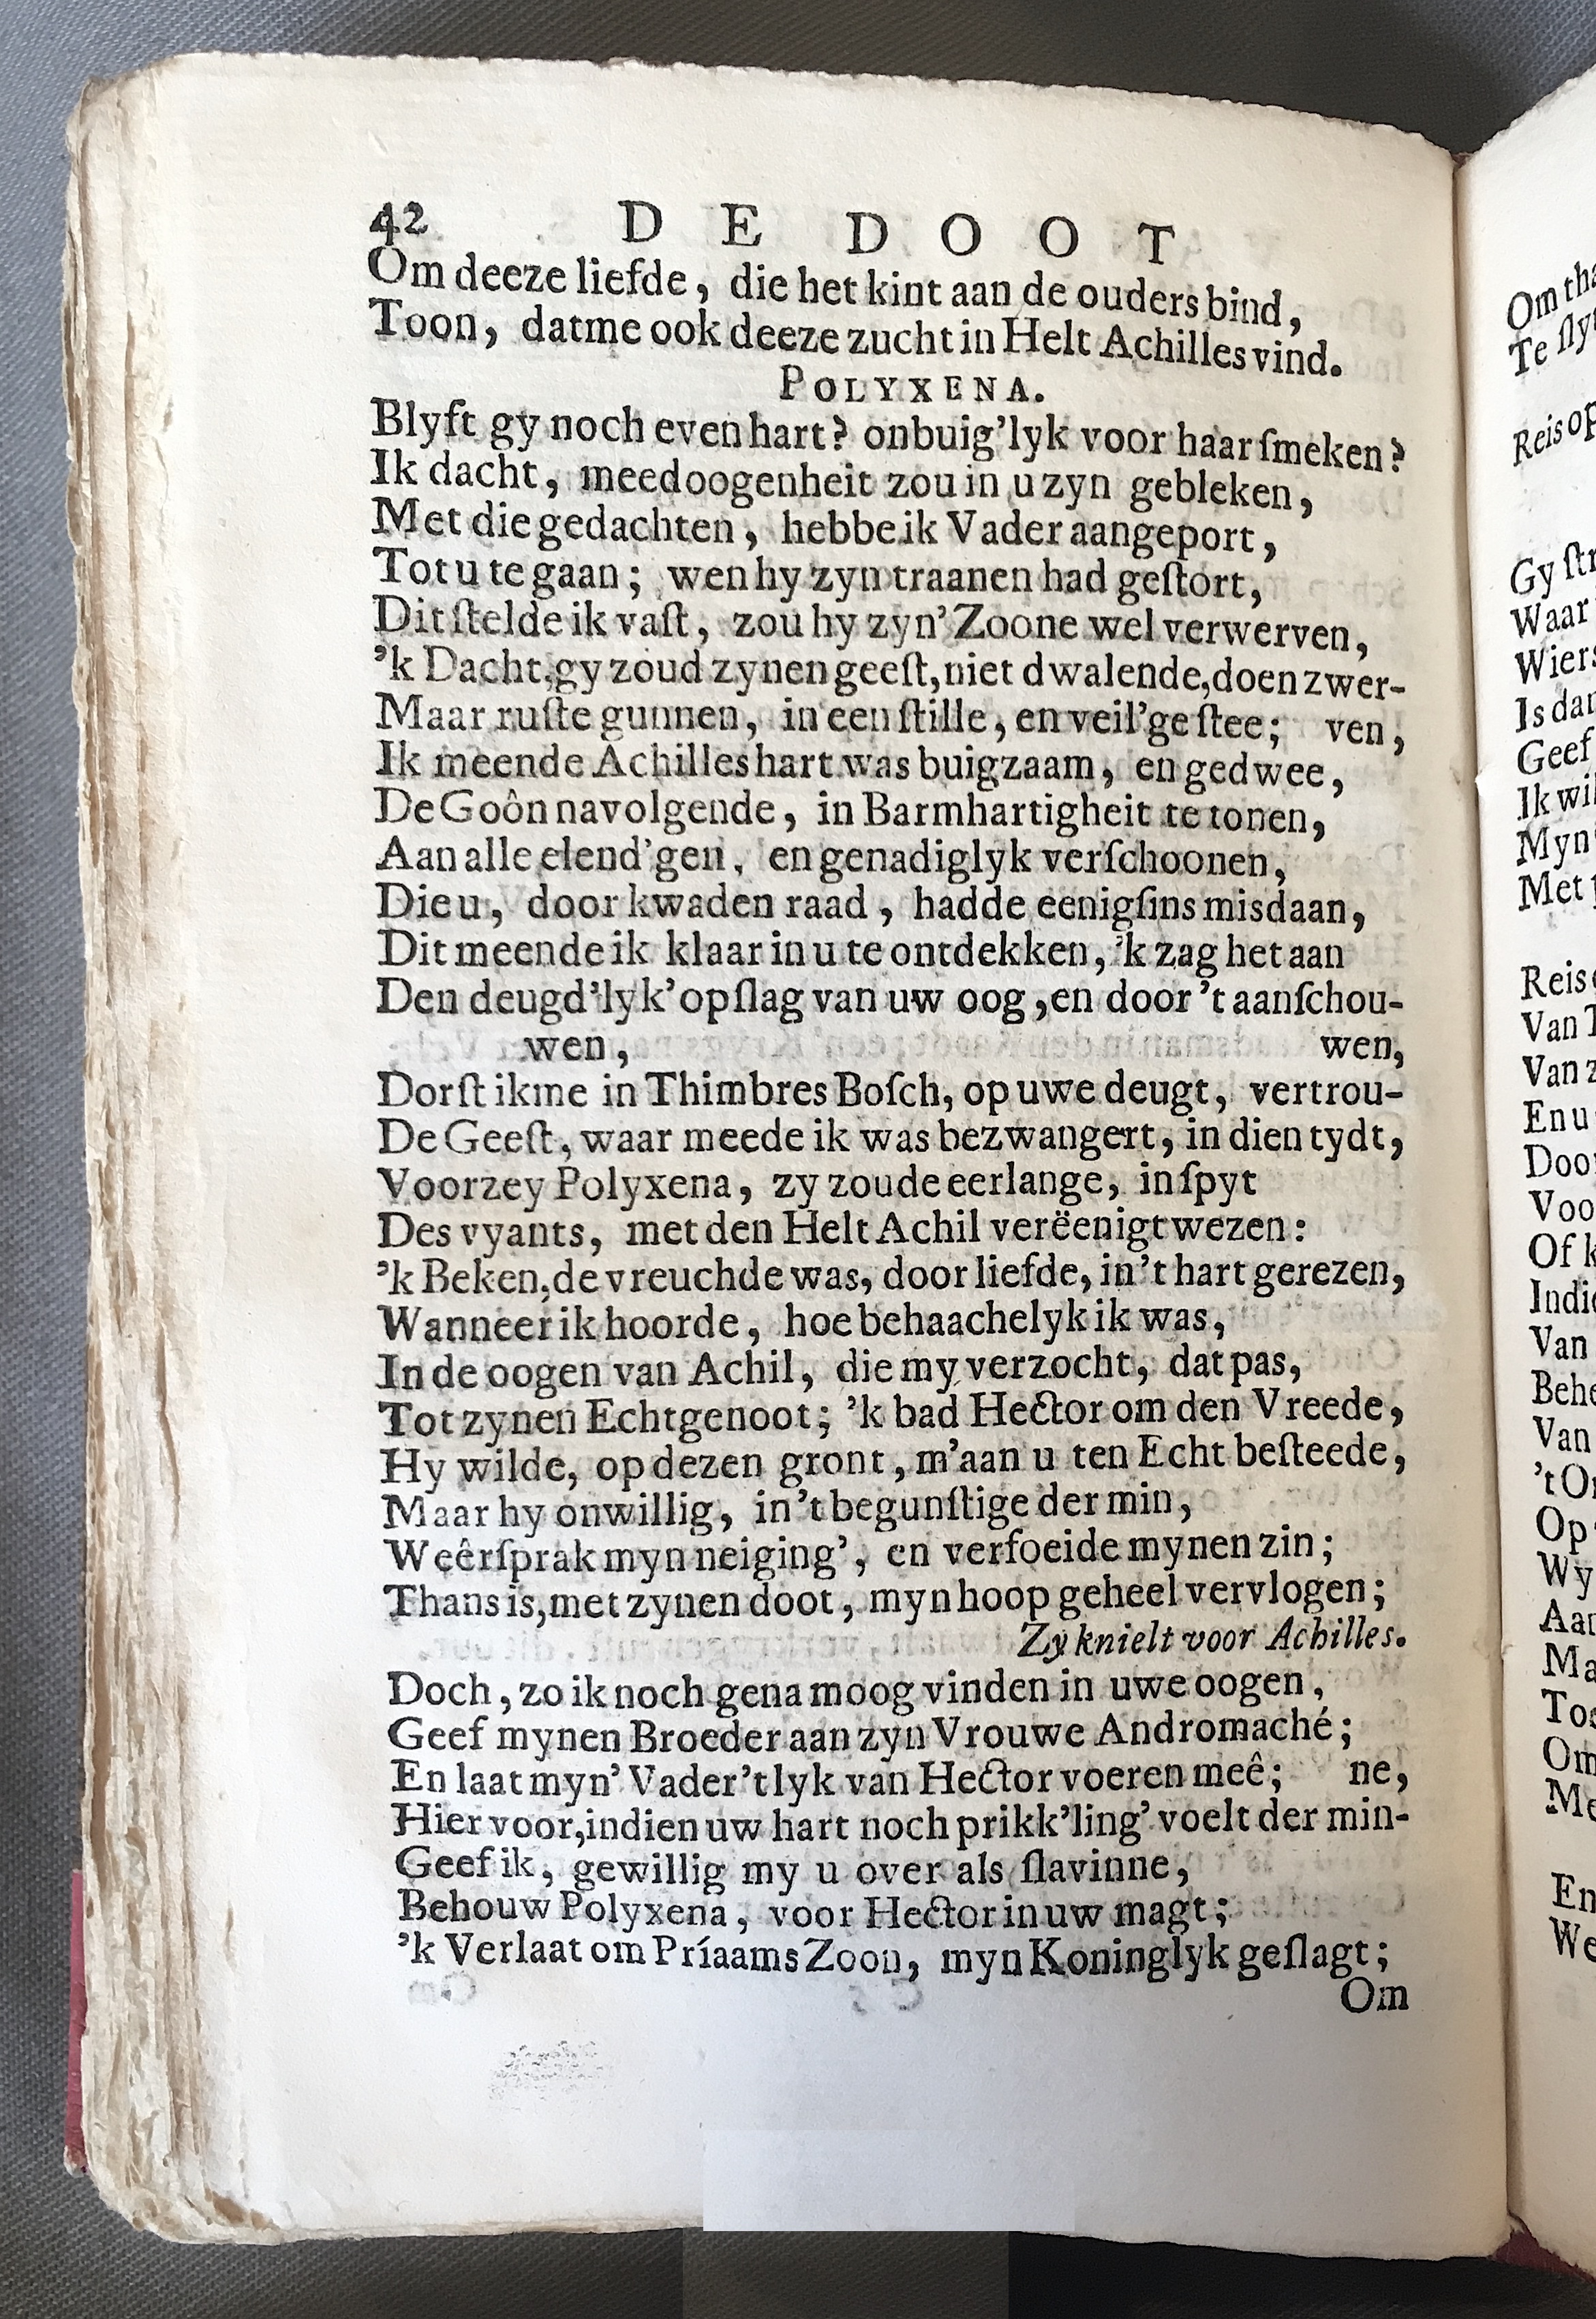 42 DE DOOT
Om deeze liefde, die het kint aan de ouders bind,
Toon, datme ook deeze zucht in Helt Achilles vind.
POLYXENA.
Blyft gy noch even hart? onbuig'lyk voor haar ſmeken?
Ik dacht, meedoogenheit zou in u zyn gebleken,
Met die gedachten, hebbe ik Vader aangeport,
Tot u te gaan; wen hy zyn traanen had geſtort,
Dit ſtelde ik vaſt, zou hy zyn' Zoone wel verwerven,
'k Dacht, gy zoud zynen geeſt, niet dwalende, doen zwer-
Maar ruſte gunnen, in een ſtille, en veil'ge ſtee; ven,
Ik meende Achilles hart was buigzaam, en gedwee,
De Goôn navolgende, in Barmhartigheit te tonen,
Aan alle elend'gen, en genadiglyk verſchoonen,
Die u, door kwaden raad, hadde eenigſins misdaan,
Dit meende ik klaar in u te ontdekken, 'k zag het aan
Den deugd'lyk' opſlag van uw oog, en door 't aanſchou-
wen, wen,
Dorſt ikme in Thimbres Boſch, op uwe deugt, vertrou-
De Geeſt, waar meede ik was bezwangert, in dien tydt,
Voorzey Polyxena, zy zoude eerlange, in ſpyt
Des vyants, met den Helt Achil verëenigt wezen:
'k Beken, de vreuchde was, door liefde, in 't hart gerezen,
Wanneer ik hoorde, hoe behaachelyk ik was,
In de oogen van Achil, die my verzocht, dat pas,
Tot zynen Echtgenoot; 'k bad Hector om den Vreede,
Hy wilde, op dezen gront, m'aan u ten Echt beſteede,
Maar hy onwillig, in 't begunſtige der min,
Weêrſprak myn neiging', en verfoeide mynen zin;
Thans is, met zynen doot, myn hoop geheel vervlogen;
Zy knielt voor Achilles.
Doch, zo ik noch gena moog vinden in uwe oogen,
Geef mynen Broeder aan zyn Vrouwe Andromaché;
En laat myn' Vader 't lyk van Hector voeren meê; ne,
Hier voor, indien uw hart noch prikk'ling' voelt der min-
Geef ik, gewillig my u over als ſlavinne,
Behouw Polyxena, voor Hector in uw magt;
'k Verlaat om Príaams Zoon, myn Koninglyk geſlagt;
Om